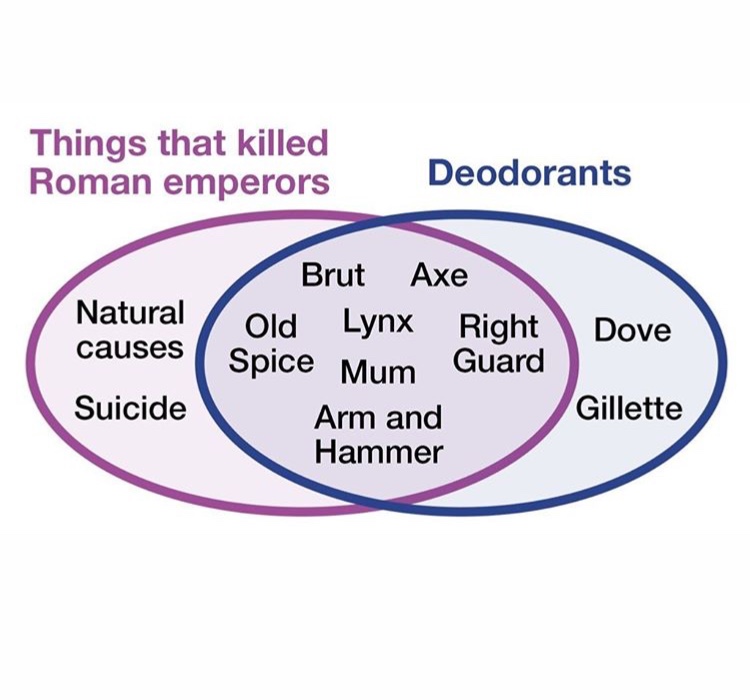 Things that killed
Roman emperors
Deodorants
Natural
causes
Suicide
Brut
Axe
Old
Spice
Lynx
Mum
Right
Guard
Arm and
Hammer
Dove
Gillette